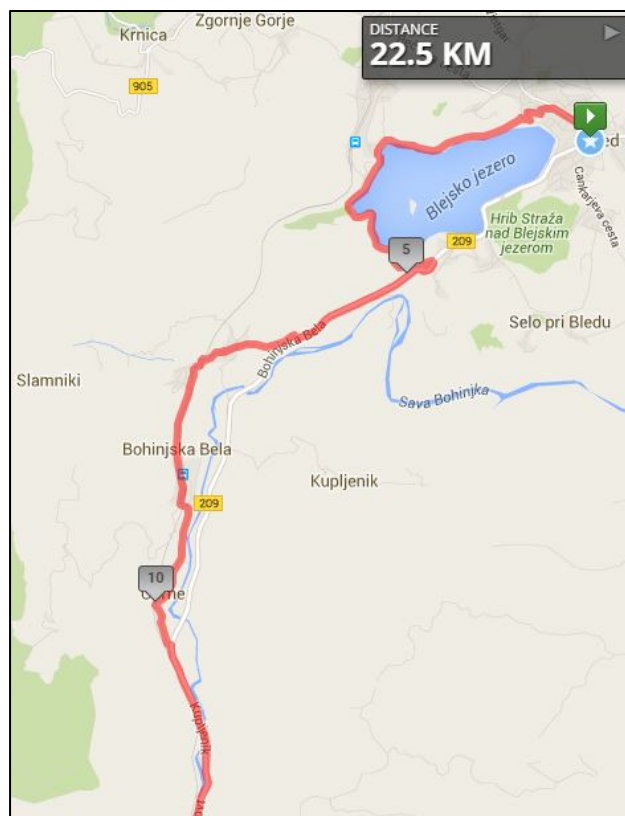 Zgornje Gorje
Krnica
DISTANCE
22.5 KM
905
cesta
Blejsko jezero
Cankarjeva cesta
Hrib Straža
nad Blejskim
jezerom
209
5
Selo pri Bledu
Bohinjska Bela
Slamniki
Sava Bohinjka
Bohinjska Bela
Kupljenik
209
10
Kupljenik